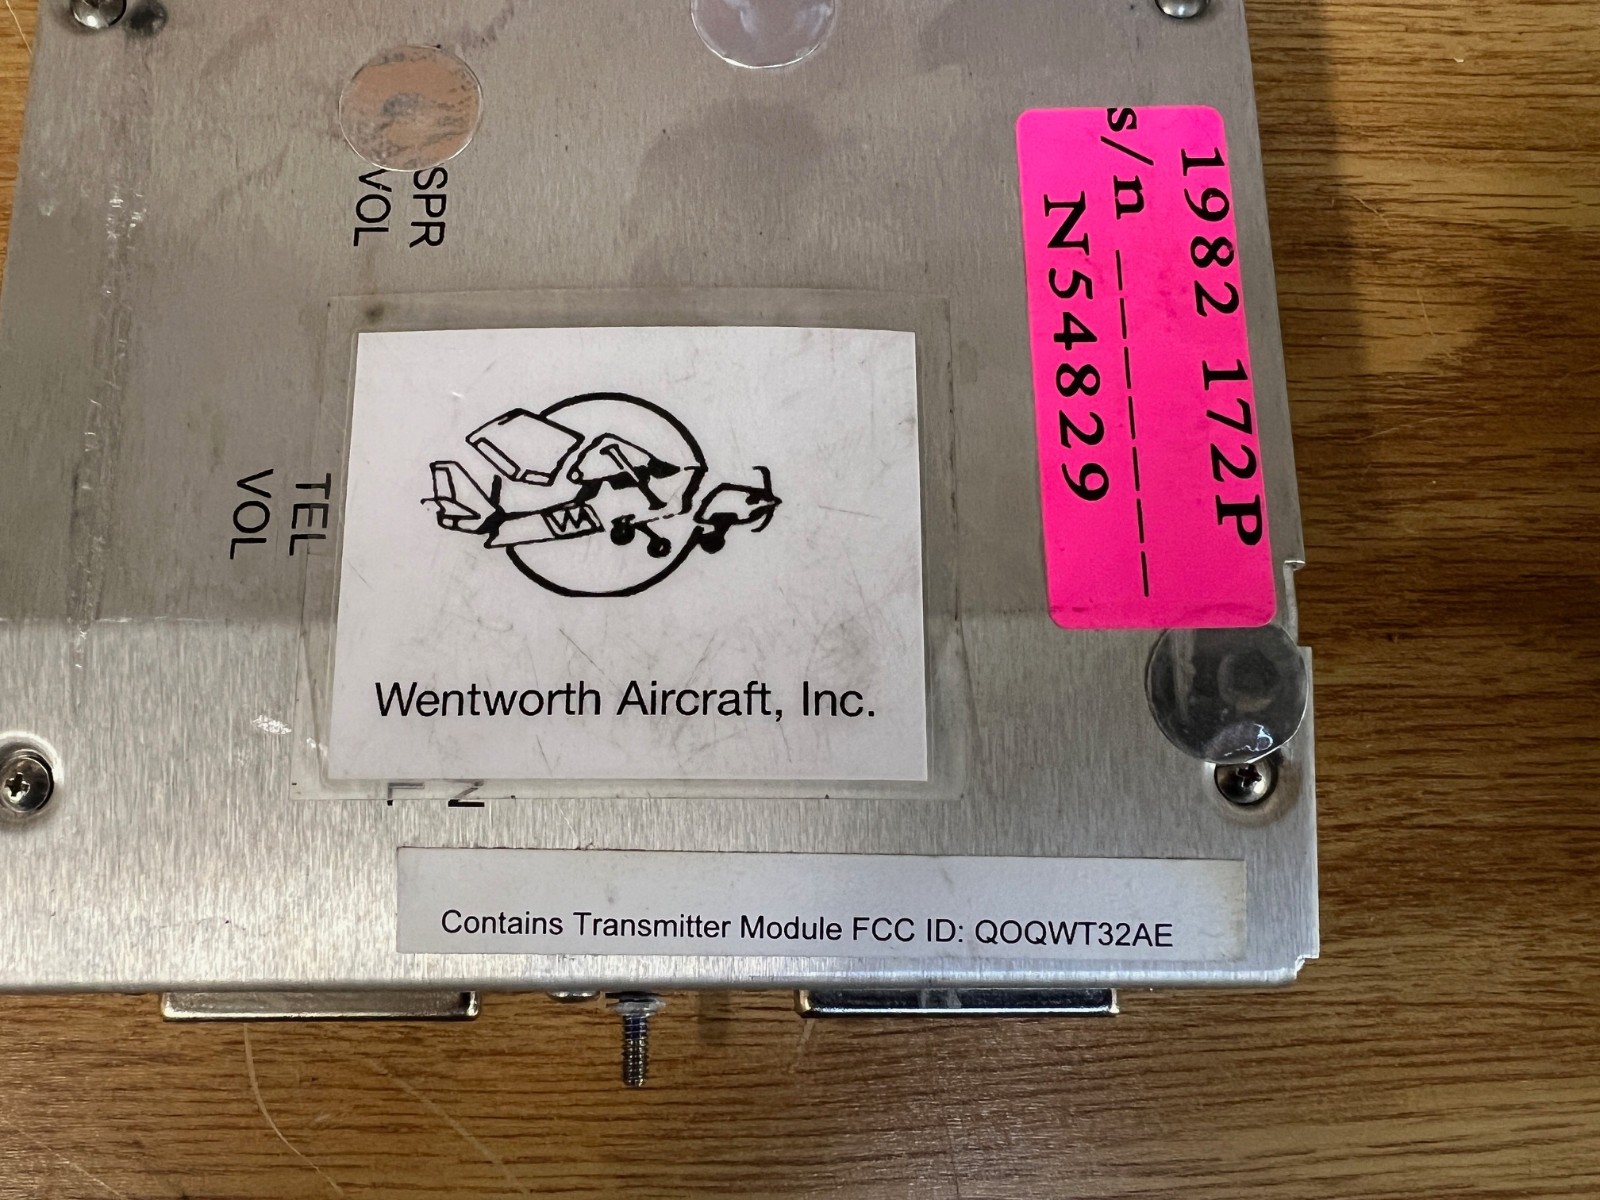 SPR
VOL
TEL
VOL
W
Wentworth Aircraft, Inc.
1982 172P
s/n _ _ _ _ _ _ _ _
N54829
Contains Transmitter Module FCC ID: QOQWT32AE